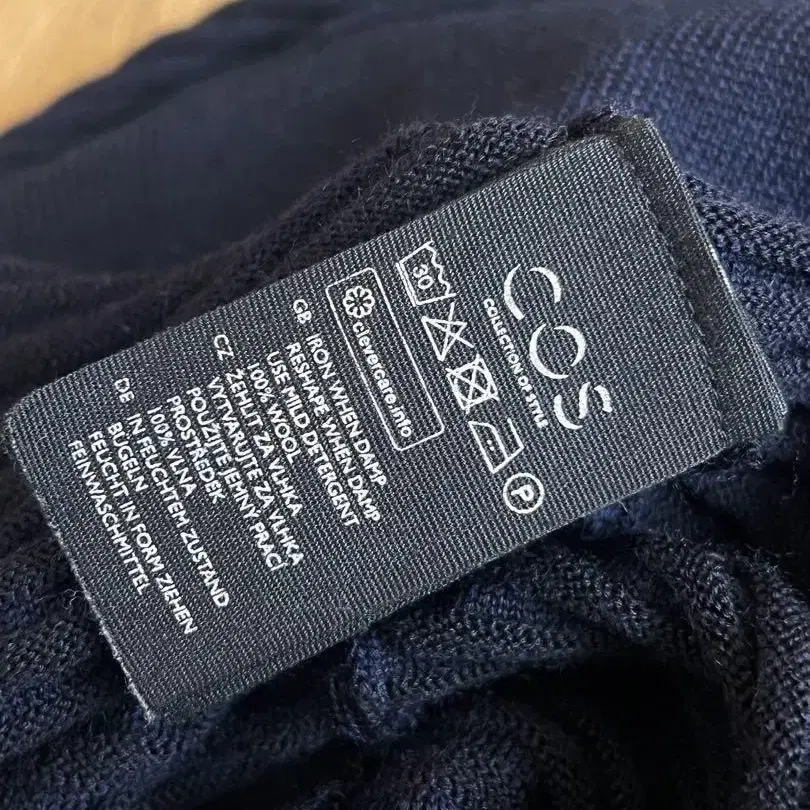 COS
COLLECTION OF STYLE
30 P
clevercare.info
GB IRON WHEN DAMP
RESHAPE WHEN DAMP
USE MILD DETERGENT
100% WOOL
CZ ŽEHLIT ZA VLHKA
VYTVARUJTE ZA VLHKA
POUŽIJTE JEMNÝ PRACÍ
PROSTŘEDEK
100% VLNA
DE IN FEUCHTEM ZUSTAND
BÜGELN
FEUCHT IN FORM ZIEHEN
FEINWASCHMITTEL